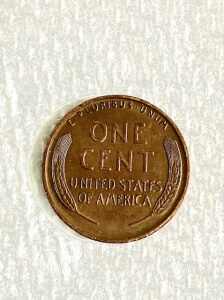 E·PLURIBUS·UNUM
ONE
CENT
UNITED STATES
OF AMERICA